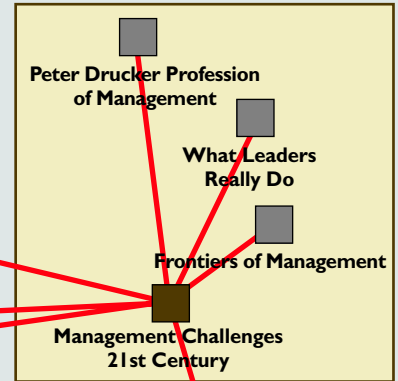 Peter Drucker Profession
of Management
What Leaders
Really Do
Frontiers of Management
Management Challenges
21st Century